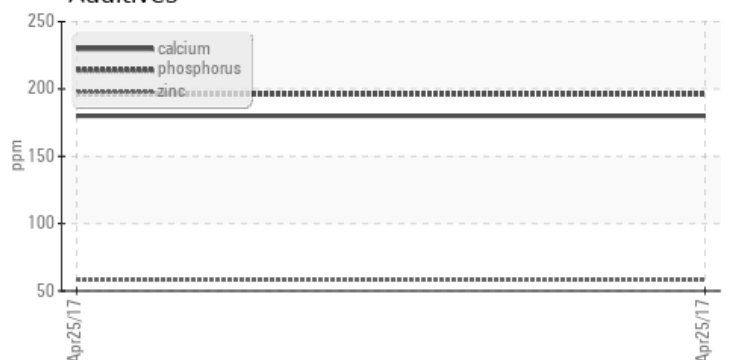 Additives
250
200
150
100
50
ppm
calcium
phosphorus
zinc
Apr25/17
Apr25/17